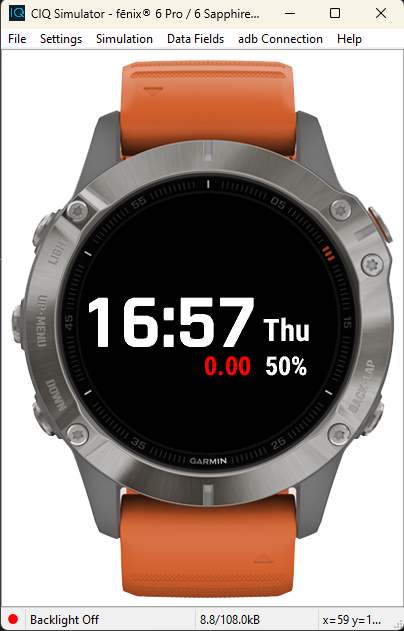 CIQ Simulator - fēnix® 6 Pro / 6 Sapphire...
File Settings Simulation Data Fields adb Connection Help
55 05
LIGHT
45 UP·MENU 15
16:57 Thu
0.00 50%
DOWN BACK·LAP
35 25
GARMIN
Backlight Off 8.8/108.0kB x=59 y=1...